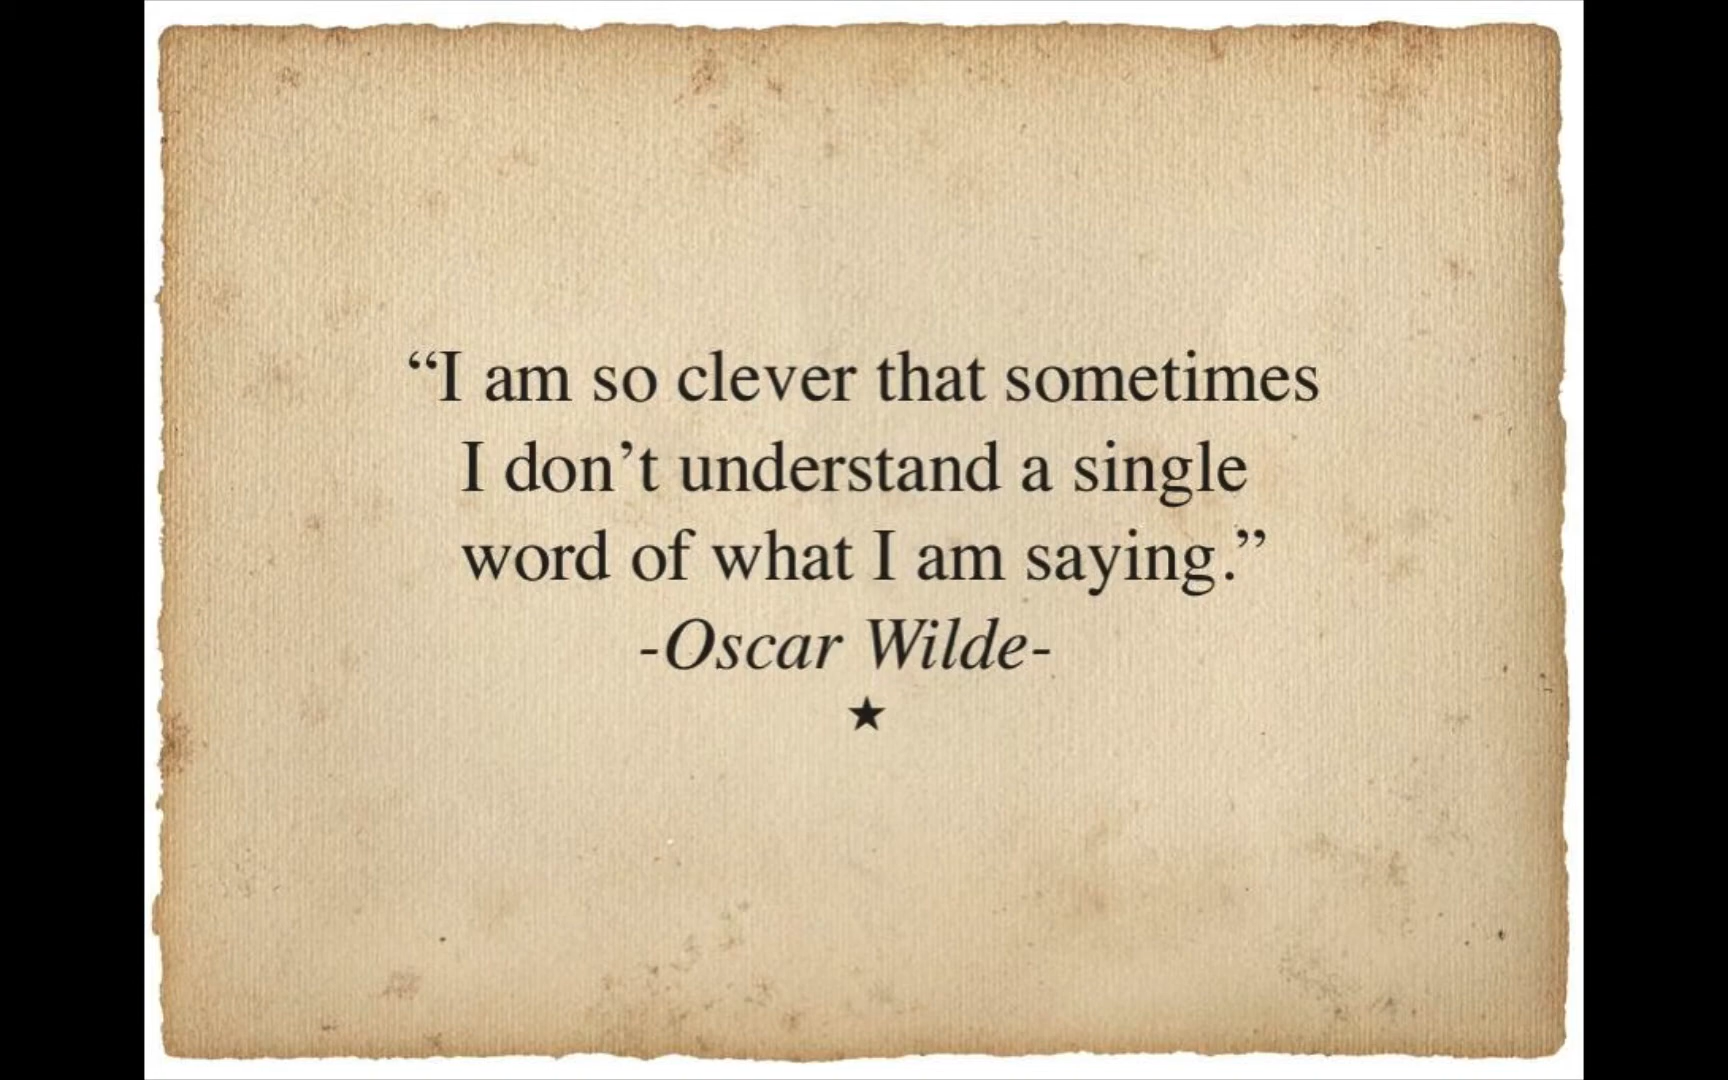 “I am so clever that sometimes
I don’t understand a single
word of what I am saying.”
-Oscar Wilde-
★